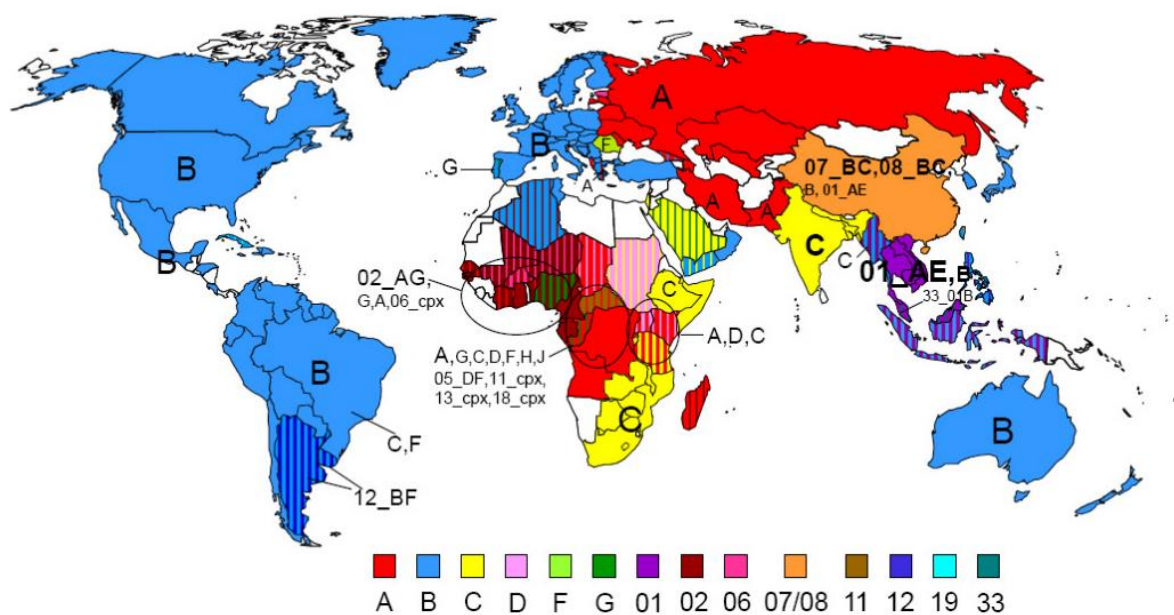 A
B
G
B
F
07_BC,08_BC,
B, 01_AE
A
A
A
B
C
C
01_AE,B
33_01B
02_AG,
G,A,06_cpx
C
A,D,C
A,G,C,D,F,H,J
05_DF,11_cpx,
13_cpx,18_cpx
B
C
B
C,F
12_BF
A B C D F G 01 02 06 07/08 11 12 19 33